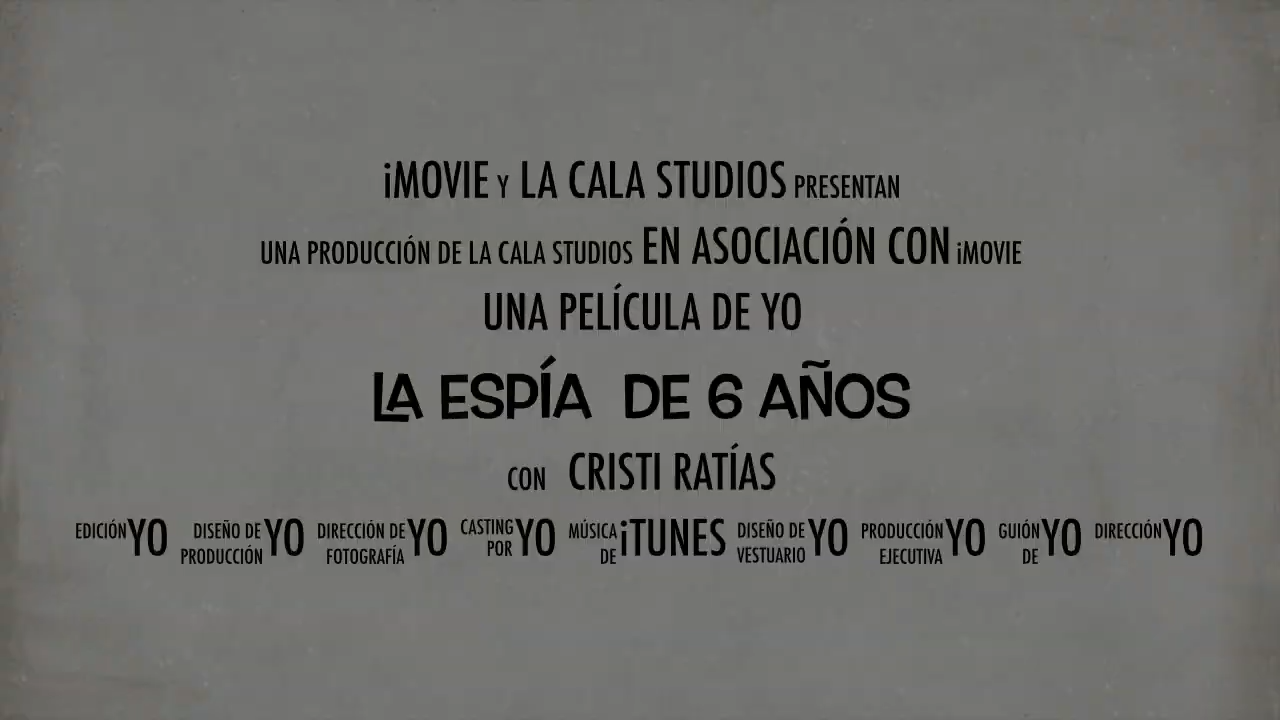 iMOVIE Y LA CALA STUDIOS PRESENTAN
UNA PRODUCCIÓN DE LA CALA STUDIOS EN ASOCIACIÓN CON iMOVIE
UNA PELÍCULA DE YO
LA ESPÍA DE 6 AÑOS
CON CRISTI RATÍAS
EDICIÓN YO DISEÑO DE PRODUCCIÓN YO DIRECCIÓN DE FOTOGRAFÍA YO CASTING POR YO MÚSICA DE iTUNES DISEÑO DE VESTUARIO YO PRODUCCIÓN EJECUTIVA YO GUIÓN DE YO DIRECCIÓN YO